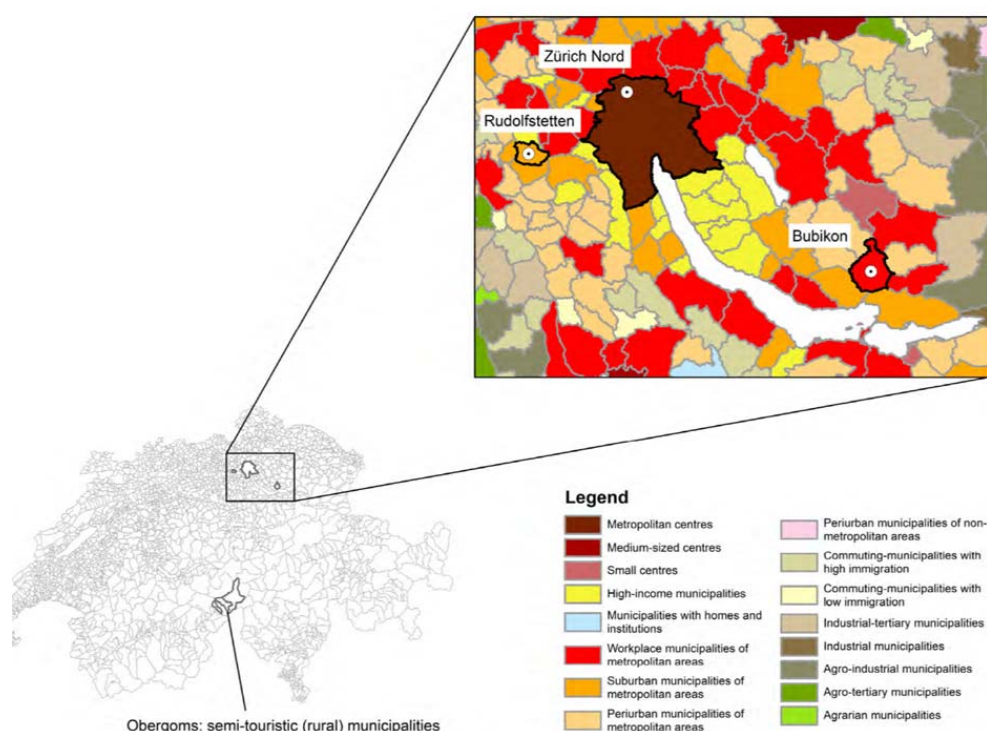 Zürich Nord
Rudolfstetten
Bubikon
Obergoms: semi-touristic (rural) municipalities
Legend
Metropolitan centres
Medium-sized centres
Small centres
High-income municipalities
Municipalities with homes and
institutions
Workplace municipalities of
metropolitan areas
Suburban municipalities of
metropolitan areas
Periurban municipalities of
metropolitan areas
Periurban municipalities of non-
metropolitan areas
Commuting-municipalities with
high immigration
Commuting-municipalities with
low immigration
Industrial-tertiary municipalities
Industrial municipalities
Agro-industrial municipalities
Agro-tertiary municipalities
Agrarian municipalities